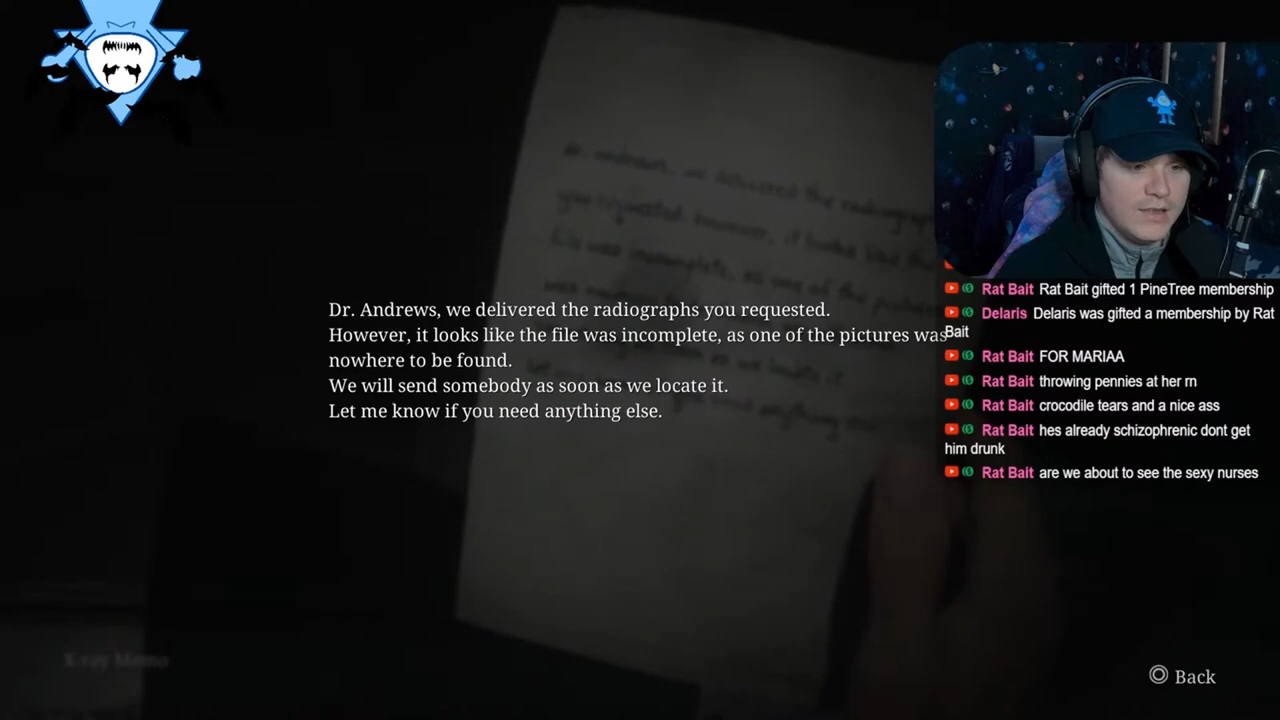 Dr. Andrews, we delivered the radiographs you requested.
However, it looks like the file was incomplete, as one of the pictures was
nowhere to be found.
We will send somebody as soon as we locate it.
Let me know if you need anything else.
Rat Bait Rat Bait gifted 1 PineTree membership
Delaris Delaris was gifted a membership by Rat
Bait
Rat Bait FOR MARIAA
Rat Bait throwing pennies at her rn
Rat Bait crocodile tears and a nice ass
Rat Bait hes already schizophrenic dont get
him drunk
Rat Bait are we about to see the sexy nurses
X-ray Memo
Back